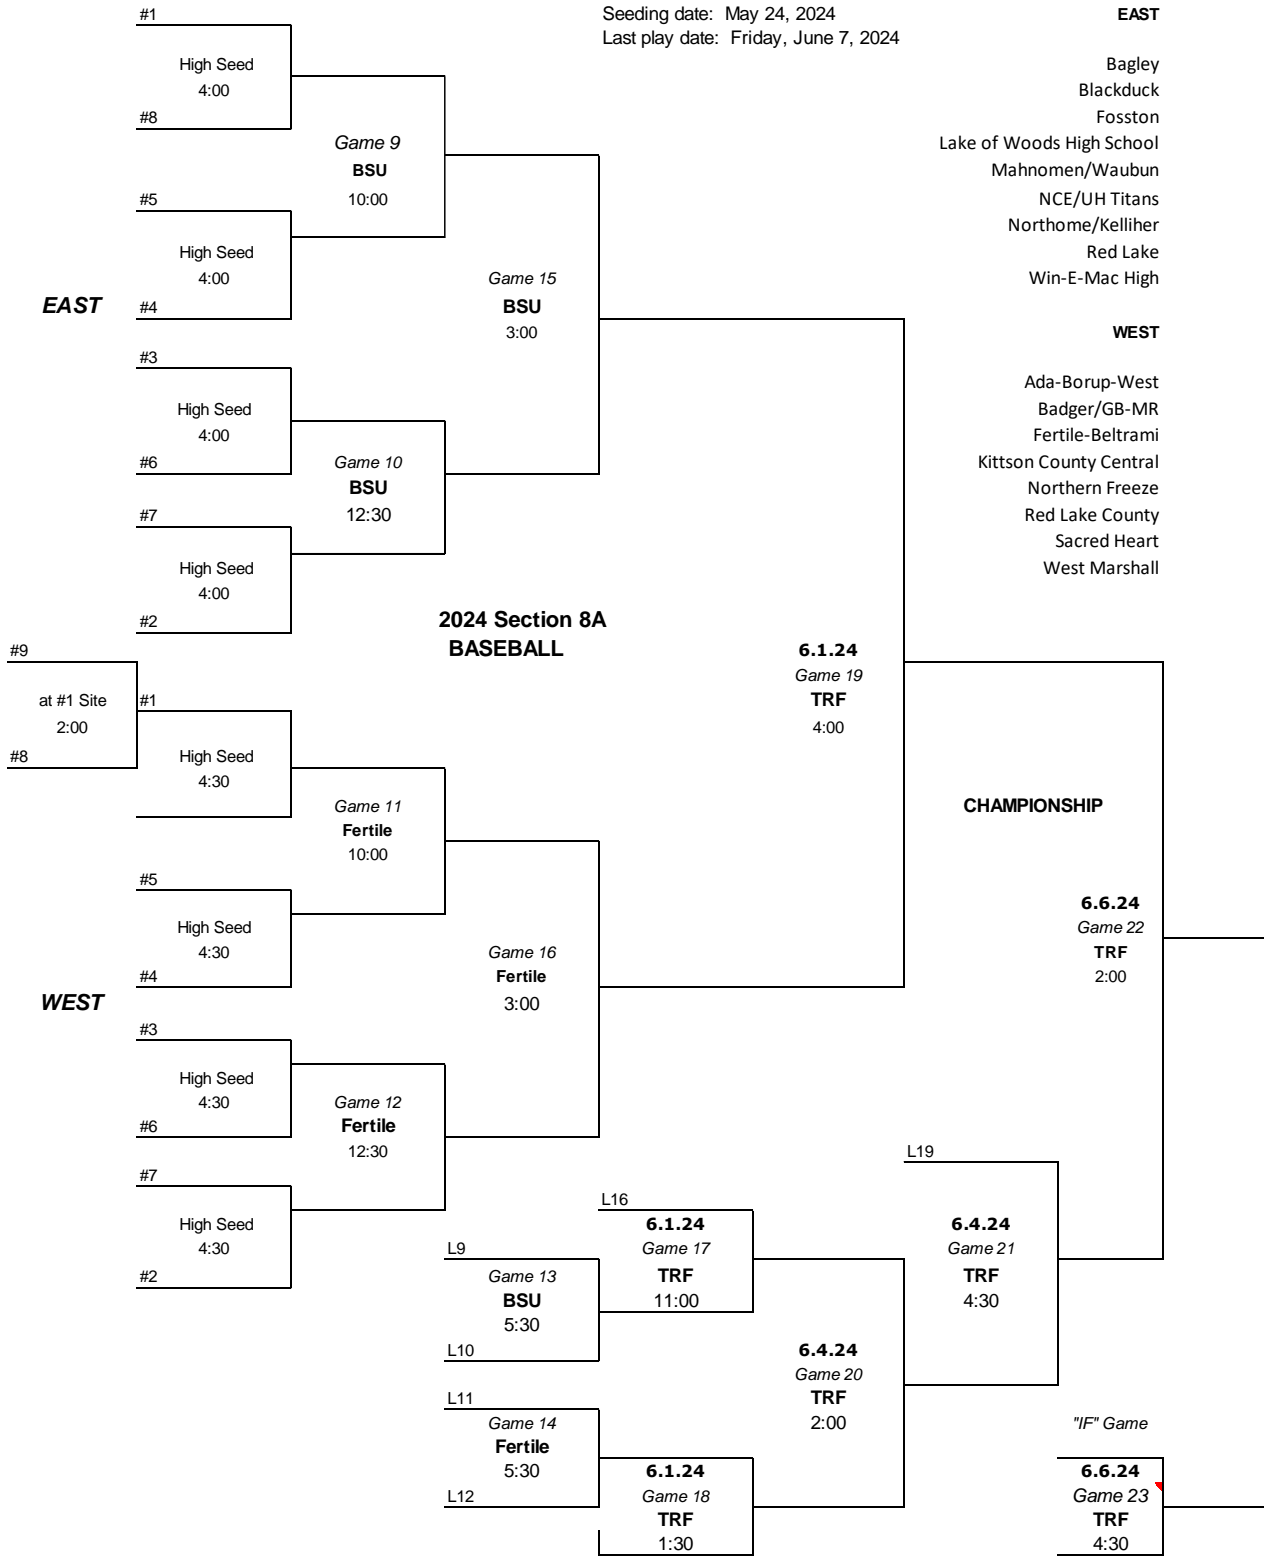 Seeding date: May 24, 2024
Last play date: Friday, June 7, 2024
EAST
Bagley
Blackduck
Fosston
Lake of Woods High School
Mahnomen/Waubun
NCE/UH Titans
Northome/Kelliher
Red Lake
Win-E-Mac High
WEST
Ada-Borup-West
Badger/GB-MR
Fertile-Beltrami
Kittson County Central
Northern Freeze
Red Lake County
Sacred Heart
West Marshall
2024 Section 8A
BASEBALL
EAST
#1
High Seed
4:00
#8
#5
High Seed
4:00
#4
#3
High Seed
4:00
#6
#7
High Seed
4:00
#2
Game 9
BSU
10:00
Game 10
BSU
12:30
Game 15
BSU
3:00
#9
at #1 Site
2:00
#8
WEST
#1
High Seed
4:30
#5
High Seed
4:30
#4
#3
High Seed
4:30
#6
#7
High Seed
4:30
#2
Game 11
Fertile
10:00
Game 12
Fertile
12:30
Game 16
Fertile
3:00
6.1.24
Game 19
TRF
4:00
CHAMPIONSHIP
6.6.24
Game 22
TRF
2:00
L9
Game 13
BSU
5:30
L10
L11
Game 14
Fertile
5:30
L12
L16
6.1.24
Game 17
TRF
11:00
6.1.24
Game 18
TRF
1:30
6.4.24
Game 20
TRF
2:00
L19
6.4.24
Game 21
TRF
4:30
"IF" Game
6.6.24
Game 23
TRF
4:30